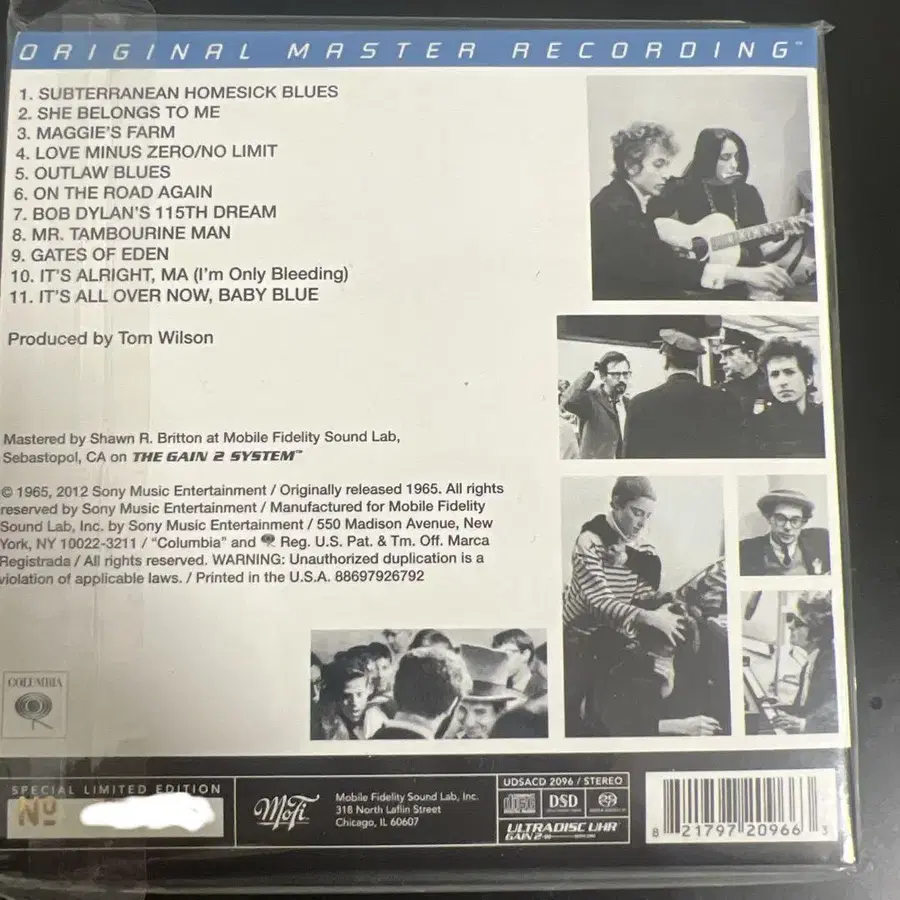 ORIGINAL MASTER RECORDING™
1. SUBTERRANEAN HOMESICK BLUES
2. SHE BELONGS TO ME
3. MAGGIE'S FARM
4. LOVE MINUS ZERO/NO LIMIT
5. OUTLAW BLUES
6. ON THE ROAD AGAIN
7. BOB DYLAN'S 115TH DREAM
8. MR. TAMBOURINE MAN
9. GATES OF EDEN
10. IT'S ALRIGHT, MA (I'm Only Bleeding)
11. IT'S ALL OVER NOW, BABY BLUE
Produced by Tom Wilson
Mastered by Shawn R. Britton at Mobile Fidelity Sound Lab,
Sebastopol, CA on THE GAIN 2 SYSTEM™
© 1965, 2012 Sony Music Entertainment / Originally released 1965. All rights
reserved by Sony Music Entertainment / Manufactured for Mobile Fidelity
Sound Lab, Inc. by Sony Music Entertainment / 550 Madison Avenue, New
York, NY 10022-3211 / "Columbia" and Reg. U.S. Pat. & Tm. Off. Marca
Registrada / All rights reserved. WARNING: Unauthorized duplication is a
violation of applicable laws. / Printed in the U.S.A. 88697926792
COLUMBIA
SPECIAL LIMITED EDITION
Nº
MoFi
Mobile Fidelity Sound Lab, Inc.
318 North Laflin Street
Chicago, IL 60607
UDSACD 2096 / STEREO
DSD
ULTRADISC UHR™
GAIN 2
8 21797 20966 3